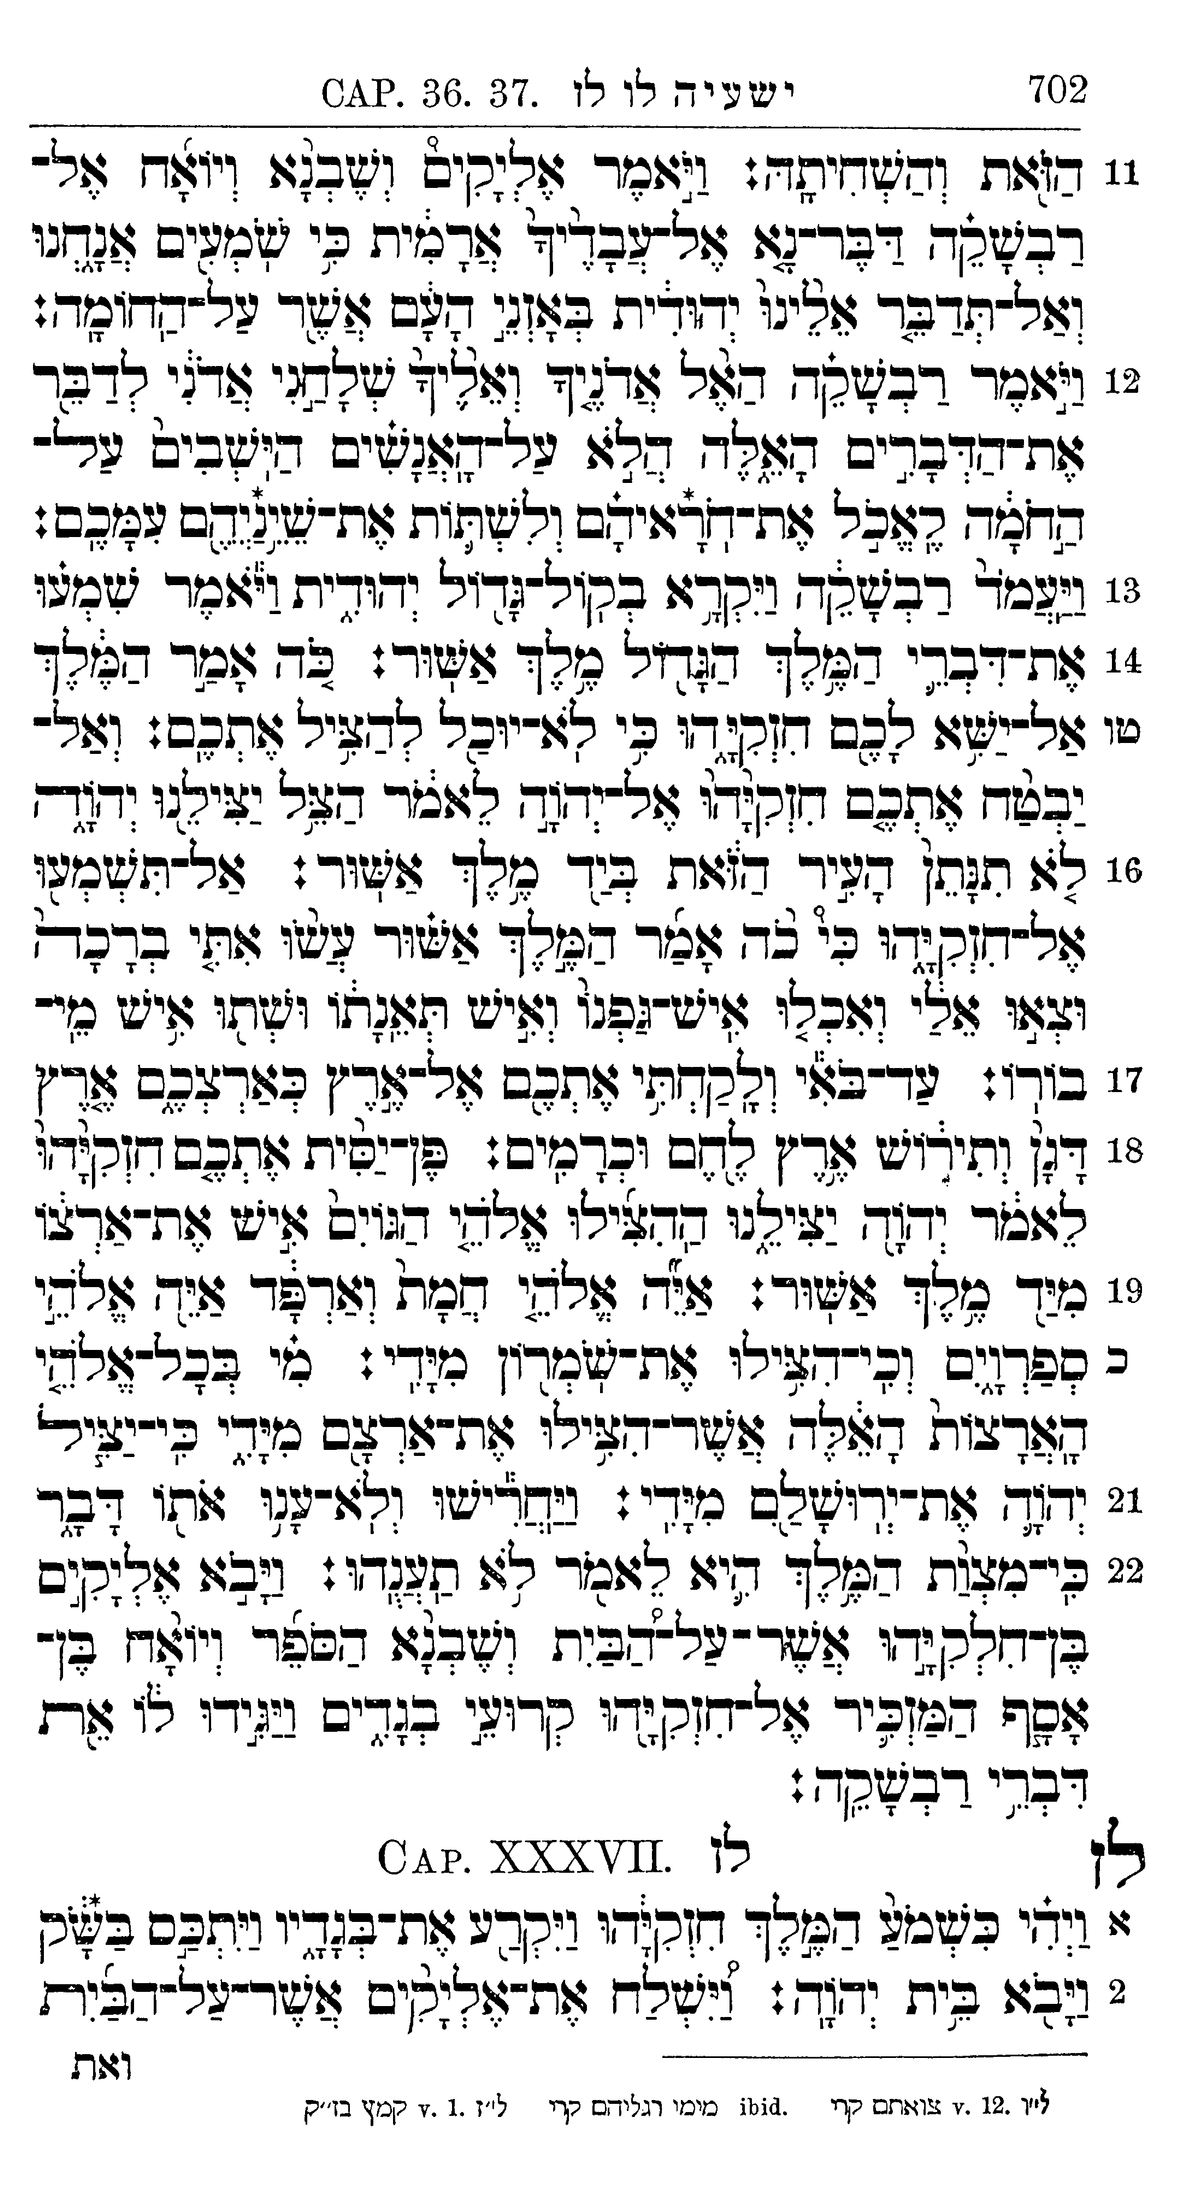 702 ישעיה לו לז CAP. 36. 37.
11 הַזֹּ֖את וְהַשְׁחִיתָֽהּ׃ וַיֹּ֣אמֶר אֶלְיָקִים֩ וְשֶׁבְנָ֨א וְיוֹאָ֜ח אֶל־
רַבְשָׁקֵ֗ה דַּבֶּר־נָ֤א אֶל־עֲבָדֶ֙יךָ֙ אֲרָמִ֔ית כִּ֥י שֹׁמְעִ֖ים אֲנָ֑חְנוּ
וְאַל־תְּדַבֵּ֤ר אֵלֵ֙ינוּ֙ יְהוּדִ֔ית בְּאָזְנֵ֣י הָעָ֔ם אֲשֶׁ֖ר עַל־הַֽחוֹמָֽה׃
12 וַיֹּ֣אמֶר רַבְשָׁקֵ֗ה הַאֶ֨ל אֲדֹנֶ֤יךָ וְאֵלֶ֙יךָ֙ שְׁלָחַ֣נִי אֲדֹנִ֔י לְדַבֵּ֖ר
אֶת־הַדְּבָרִ֣ים הָאֵ֑לֶּה הֲלֹ֣א עַל־הָאֲנָשִׁ֗ים הַיֹּֽשְׁבִים֙ עַל־
הַ֣חֹמָ֔ה לֶֽאֱכֹ֣ל אֶת־חֹֽרָ֯איהָ֗ם וְלִשְׁתּ֛וֹת אֶת־שֵׁינֵ֥יהֶ֖ם עִמָּכֶֽם׃
13 וַֽיַּעֲמֹד֙ רַבְשָׁקֵ֔ה וַיִּקְרָ֥א בְקֽוֹל־גָּד֖וֹל יְהוּדִ֑ית וַיֹּ֕אמֶר שִׁמְע֗וּ
14 אֶת־דִּבְרֵ֛י הַמֶּ֥לֶךְ הַגָּד֖וֹל מֶ֥לֶךְ אַשּֽׁוּר׃ כֹּ֚ה אָמַ֣ר הַמֶּ֔לֶךְ
טו אַל־יַשִּׁ֥א לָכֶ֖ם חִזְקִיָּ֑הוּ כִּ֥י לֹֽא־יוּכַ֖ל לְהַצִּ֥יל אֶתְכֶֽם׃ וְאַל־
יַבְטַ֨ח אֶתְכֶ֤ם חִזְקִיָּ֙הוּ֙ אֶל־יְהוָֹ֣ה לֵאמֹ֔ר הַצֵּ֥ל יַצִּילֵ֖נוּ יְהוָֹ֑ה
16 לֹ֤א תִנָּתֵן֙ הָעִ֣יר הַזֹּ֔את בְּיַ֖ד מֶ֥לֶךְ אַשּֽׁוּר׃ אַל־תִּשְׁמְע֖וּ
אֶל־חִזְקִיָּ֑הוּ כִּי֩ כֹ֨ה אָמַ֜ר הַמֶּ֣לֶךְ אַשּׁ֗וּר עֲשׂ֨וּ אִתִּ֤י בְרָכָה֙
וּצְא֣וּ אֵלַ֔י וְאִכְל֤וּ אִֽישׁ־גַּפְנוֹ֙ וְאִ֣ישׁ תְּאֵֽנָת֔וֹ וּשְׁת֖וּ אִ֥ישׁ מֵֽי־
17 בוֹרֽוֹ׃ עַד־בֹּאִ֕י וְלָֽקַחְתִּ֥י אֶתְכֶ֖ם אֶל־אֶ֣רֶץ כְּאַרְצְכֶ֑ם אֶ֤רֶץ
18 דָּגָן֙ וְתִיר֔וֹשׁ אֶ֥רֶץ לֶ֖חֶם וּכְרָמִֽים׃ פֶּן־יַסִּ֨ית אֶתְכֶ֤ם חִזְקִיָּ֙הוּ֙
לֵאמֹ֔ר יְהוָֹ֖ה יַצִּילֵ֑נוּ הַֽהִצִּ֜ילוּ אֱלֹהֵ֤י הַגּוֹיִם֙ אִ֣ישׁ אֶת־אַרְצ֔וֹ
19 מִיַּ֖ד מֶ֥לֶךְ אַשּֽׁוּר׃ אַיֵּ֞ה אֱלֹהֵ֤י חֲמָת֙ וְאַרְפָּ֔ד אַיֵּ֖ה אֱלֹהֵ֣י
כ סְפַרְוָ֑יִם וְכִֽי־הִצִּ֥ילוּ אֶת־שֹֽׁמְר֖וֹן מִיָּדִֽי׃ מִ֗י בְּכָל־אֱלֹהֵ֤י
הָֽאֲרָצוֹת֙ הָאֵ֔לֶּה אֲשֶׁר־הִצִּ֥ילוּ אֶת־אַרְצָ֖ם מִיָּדִ֑י כִּֽי־יַצִּ֧יל
21 יְהוָֹ֛ה אֶת־יְרֽוּשָׁלִַ֖ם מִיָּדִֽי׃ וַֽיַּחֲרִ֔ישׁוּ וְלֹֽא־עָנ֥וּ אֹת֖וֹ דָּבָ֑ר
22 כִּֽי־מִצְוַ֨ת הַמֶּ֥לֶךְ הִ֛יא לֵאמֹ֖ר לֹ֥א תַעֲנֻֽהוּ׃ וַיָּבֹ֣א אֶלְיָקִ֣ים
בֶּן־חִלְקִיָּ֣הוּ אֲשֶׁר־עַל־הַבַּ֡יִת וְשֶׁבְנָ֨א הַסֹּפֵ֜ר וְיוֹאָ֨ח בֶּן־
אָסָ֧ף הַמַּזְכִּ֛יר אֶל־חִזְקִיָּ֖הוּ קְרוּעֵ֣י בְגָדִ֑ים וַיַּגִּ֣ידוּ ל֔וֹ אֵ֖ת
דִּבְרֵ֥י רַבְשָׁקֵֽה׃
לז CAP. XXXVII. לז
א וַיְהִ֗י כִּשְׁמֹ֙עַ֙ הַמֶּ֣לֶךְ חִזְקִיָּ֔הוּ וַיִּקְרַ֖ע אֶת־בְּגָדָ֑יו וַיִּתְכַּ֣ס בַּשָּׂ֔ק
2 וַיָּבֹ֖א בֵּ֥ית יְהוָֹֽה׃ וַ֠יִּשְׁלַח אֶת־אֶלְיָקִ֨ים אֲשֶׁר־עַל־הַבַּ֜יִת
ואת
ל״ו v. 12. צואתם קרי ibid. מימי רגליהם קרי ל״ז v. 1. קמץ בז״ק